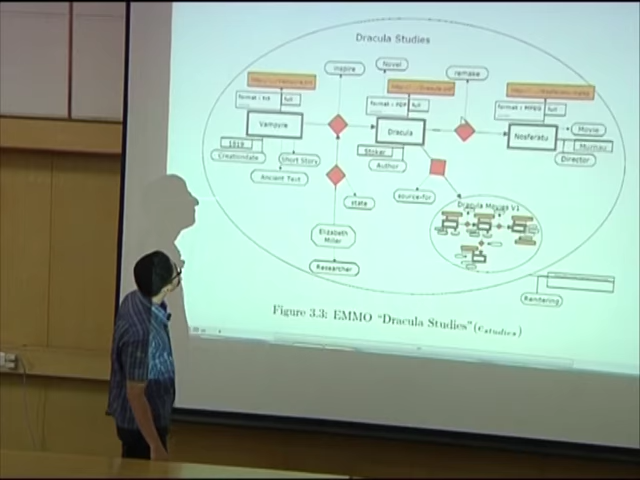 Dracula Studies
inspire
Novel
remake
format : txt
full
format : PDF
full
format : MPEG
full
Vampyre
Dracula
Nosferatu
Movie
1819
Stoker
Murnau
Creationdate
Short Story
Author
Director
Ancient Text
state
source-for
Dracula Movies V1
Elizabeth
Miller
Researcher
Rendering
Figure 3.3: EMMO "Dracula Studies"(estudies)